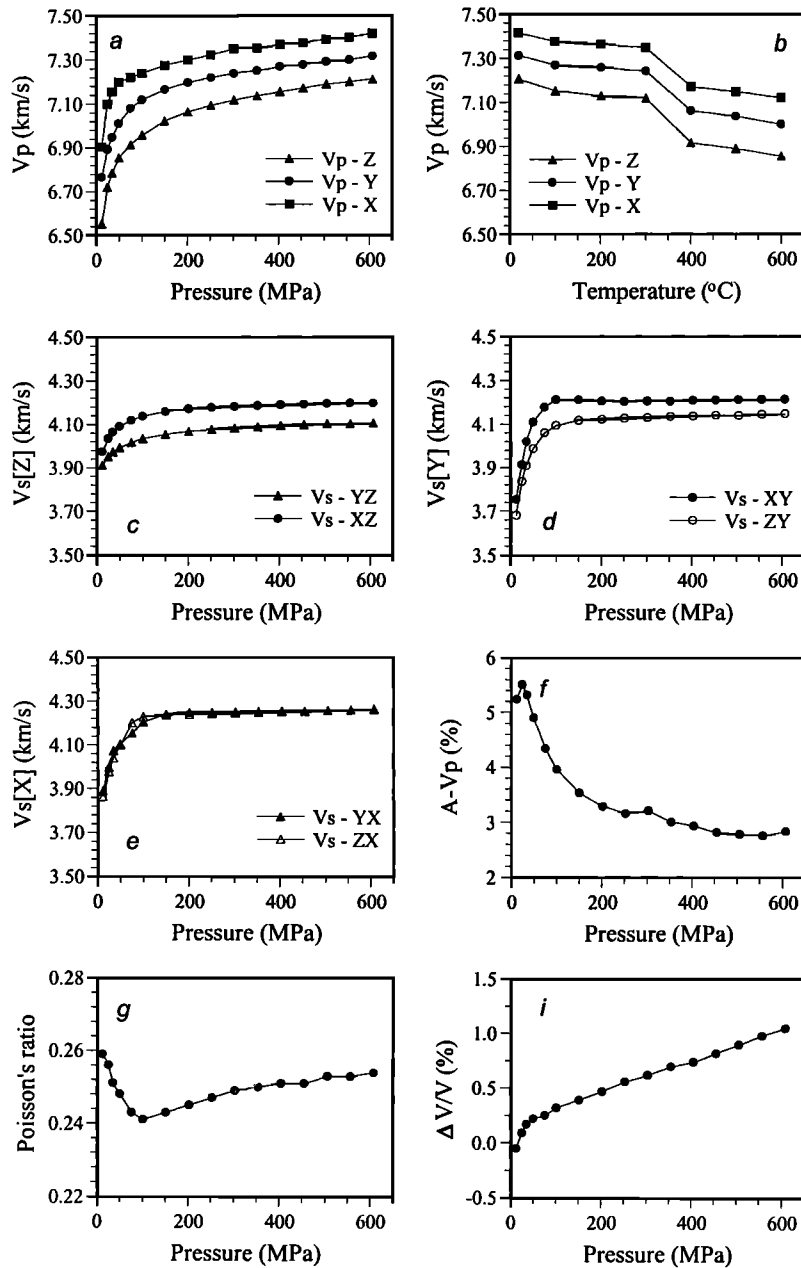 a
7.50
7.30
7.10
6.90
6.70
6.50
Vp (km/s)
Vp - Z
Vp - Y
Vp - X
0
200
400
600
Pressure (MPa)
b
7.50
7.30
7.10
6.90
6.70
6.50
Vp (km/s)
Vp - Z
Vp - Y
Vp - X
0
200
400
600
Temperature (°C)
4.50
4.30
4.10
3.90
3.70
3.50
Vs[Z] (km/s)
Vs - YZ
Vs - XZ
c
0
200
400
600
Pressure (MPa)
4.5
4.3
4.1
3.9
3.7
3.5
Vs[Y] (km/s)
Vs - XY
Vs - ZY
d
0
200
400
600
Pressure (MPa)
4.50
4.30
4.10
3.90
3.70
3.50
Vs[X] (km/s)
Vs - YX
Vs - ZX
e
0
200
400
600
Pressure (MPa)
f
6
5
4
3
2
A-Vp (%)
0
200
400
600
Pressure (MPa)
g
0.28
0.26
0.24
0.22
Poisson's ratio
0
200
400
600
Pressure (MPa)
i
1.5
1.0
0.5
0.0
-0.5
Δ V/V (%)
0
200
400
600
Pressure (MPa)